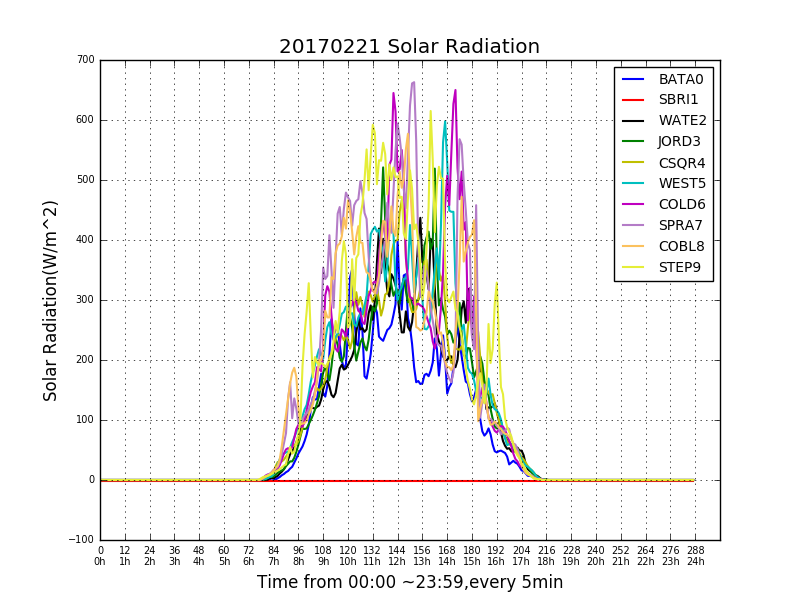 20170221 Solar Radiation
700
600
500
400
300
200
100
0
−100
Solar Radiation(W/m^2)
BATA0
SBRI1
WATE2
JORD3
CSQR4
WEST5
COLD6
SPRA7
COBL8
STEP9
0 12 24 36 48 60 72 84 96 108 120 132 144 156 168 180 192 204 216 228 240 252 264 276 288
0h 1h 2h 3h 4h 5h 6h 7h 8h 9h 10h 11h 12h 13h 14h 15h 16h 17h 18h 19h 20h 21h 22h 23h 24h
Time from 00:00 ~23:59,every 5min